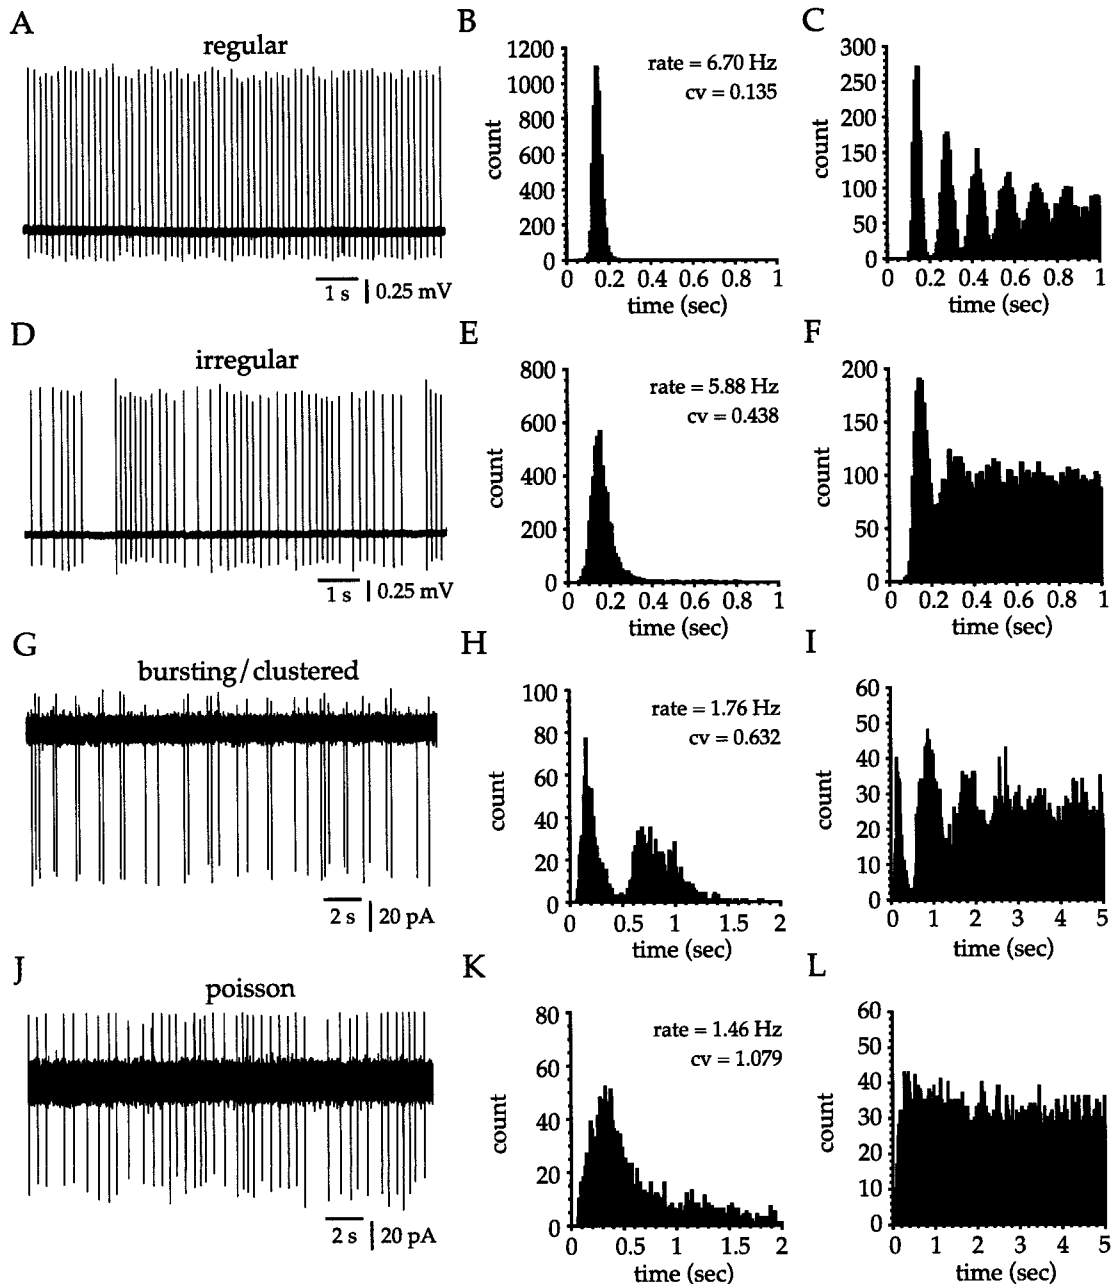 A
regular
1 s
0.25 mV
B
1200
1000
800
600
400
200
0
count
rate = 6.70 Hz
cv = 0.135
0 0.2 0.4 0.6 0.8 1
time (sec)
C
300
250
200
150
100
50
0
count
0 0.2 0.4 0.6 0.8 1
time (sec)
D
irregular
1 s
0.25 mV
E
800
600
400
200
0
count
rate = 5.88 Hz
cv = 0.438
0 0.2 0.4 0.6 0.8 1
time (sec)
F
200
150
100
50
0
count
0 0.2 0.4 0.6 0.8 1
time (sec)
G
bursting/clustered
2 s
20 pA
H
100
80
60
40
20
0
count
rate = 1.76 Hz
cv = 0.632
0 0.5 1 1.5 2
time (sec)
I
60
50
40
30
20
10
0
count
0 1 2 3 4 5
time (sec)
J
poisson
2 s
20 pA
K
80
60
40
20
0
count
rate = 1.46 Hz
cv = 1.079
0 0.5 1 1.5 2
time (sec)
L
60
50
40
30
20
10
0
count
0 1 2 3 4 5
time (sec)